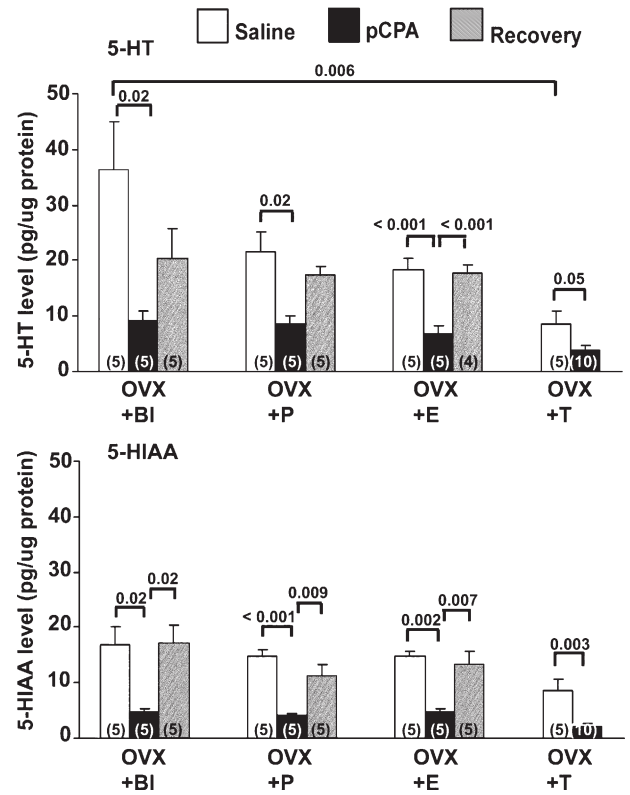 Saline pCPA Recovery
5-HT
0.006
0.02
0.02
< 0.001 < 0.001
0.05
5-HT level (pg/ug protein)
50
40
30
20
10
0
(5) (5) (5) (5) (5) (5) (5) (5) (4) (5) (10)
OVX OVX OVX OVX
+BI +P +E +T
5-HIAA
0.02 0.02
< 0.001 0.009
0.002 0.007
0.003
5-HIAA level (pg/ug protein)
50
40
30
20
10
0
(5) (5) (5) (5) (5) (5) (5) (5) (5) (5) (10)
OVX OVX OVX OVX
+BI +P +E +T